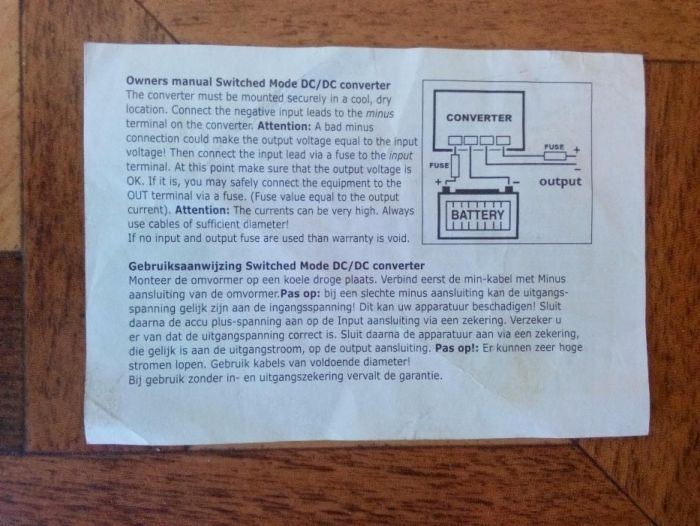 Owners manual Switched Mode DC/DC converter
The converter must be mounted securely in a cool, dry
location. Connect the negative input leads to the minus
terminal on the converter. Attention: A bad minus
connection could make the output voltage equal to the input
voltage! Then connect the input lead via a fuse to the input
terminal. At this point make sure that the output voltage is
OK. If it is, you may safely connect the equipment to the
OUT terminal via a fuse. (Fuse value equal to the output
current). Attention: The currents can be very high. Always
use cables of sufficient diameter!
If no input and output fuse are used than warranty is void.
CONVERTER
FUSE +
FUSE
−
+ −
output
BATTERY
Gebruiksaanwijzing Switched Mode DC/DC converter
Monteer de omvormer op een koele droge plaats. Verbind eerst de min-kabel met Minus
aansluiting van de omvormer.Pas op: bij een slechte minus aansluiting kan de uitgangs-
spanning gelijk zijn aan de ingangsspanning! Dit kan uw apparatuur beschadigen! Sluit
daarna de accu plus-spanning aan op de Input aansluiting via een zekering. Verzeker u
er van dat de uitgangspanning correct is. Sluit daarna de apparatuur aan via een zekering,
die gelijk is aan de uitgangstroom, op de output aansluiting. Pas op!: Er kunnen zeer hoge
stromen lopen. Gebruik kabels van voldoende diameter!
Bij gebruik zonder in- en uitgangszekering vervalt de garantie.